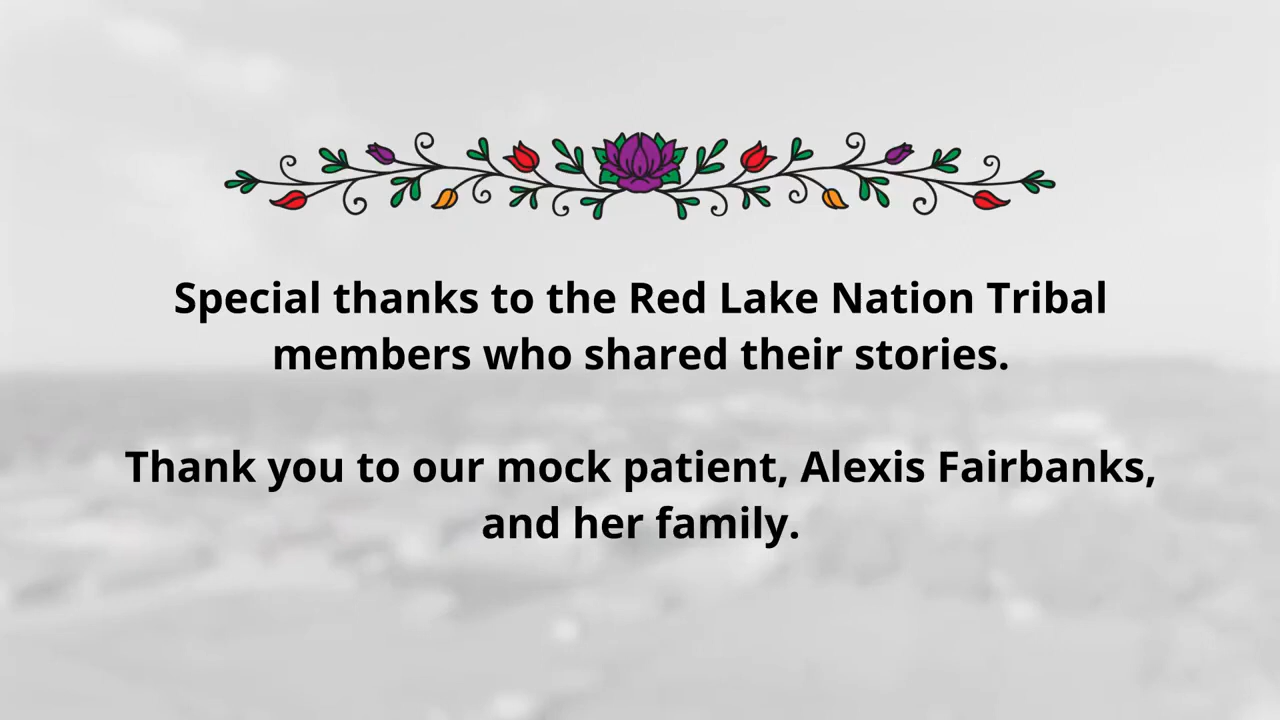 Special thanks to the Red Lake Nation Tribal
members who shared their stories.
Thank you to our mock patient, Alexis Fairbanks,
and her family.